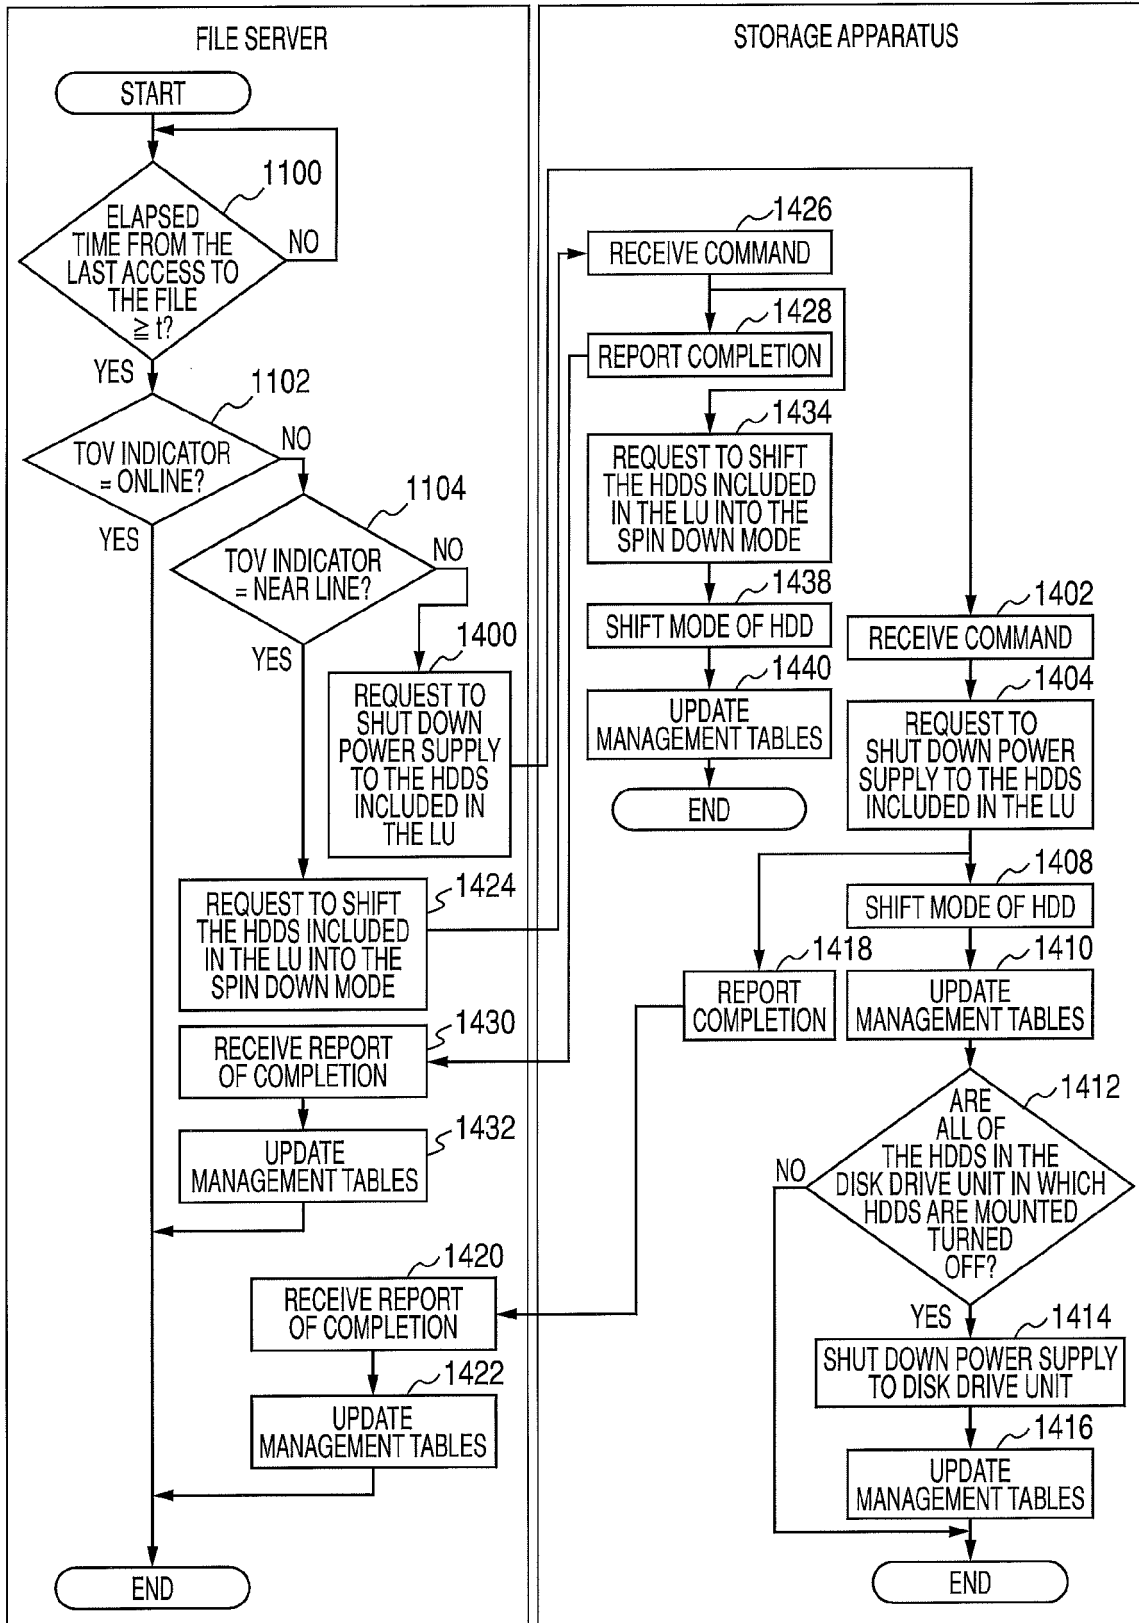 FILE SERVER
START
1100
ELAPSED
TIME FROM THE
LAST ACCESS TO
THE FILE
≧ t?
NO
YES
1102
TOV INDICATOR
= ONLINE?
NO
YES
1104
TOV INDICATOR
= NEAR LINE?
NO
YES
1400
REQUEST TO
SHUT DOWN
POWER SUPPLY
TO THE HDDS
INCLUDED IN
THE LU
1424
REQUEST TO SHIFT
THE HDDS INCLUDED
IN THE LU INTO THE
SPIN DOWN MODE
1430
RECEIVE REPORT
OF COMPLETION
1432
UPDATE
MANAGEMENT TABLES
1420
RECEIVE REPORT
OF COMPLETION
1422
UPDATE
MANAGEMENT TABLES
END
STORAGE APPARATUS
1426
RECEIVE COMMAND
1428
REPORT COMPLETION
1434
REQUEST TO SHIFT
THE HDDS INCLUDED
IN THE LU INTO THE
SPIN DOWN MODE
1438
SHIFT MODE OF HDD
1440
UPDATE
MANAGEMENT TABLES
END
1402
RECEIVE COMMAND
1404
REQUEST TO
SHUT DOWN POWER
SUPPLY TO THE HDDS
INCLUDED IN THE LU
1408
SHIFT MODE OF HDD
1418
REPORT
COMPLETION
1410
UPDATE
MANAGEMENT TABLES
1412
ARE
ALL OF
THE HDDS IN THE
DISK DRIVE UNIT IN WHICH
HDDS ARE MOUNTED
TURNED
OFF?
NO
YES
1414
SHUT DOWN POWER SUPPLY
TO DISK DRIVE UNIT
1416
UPDATE
MANAGEMENT TABLES
END